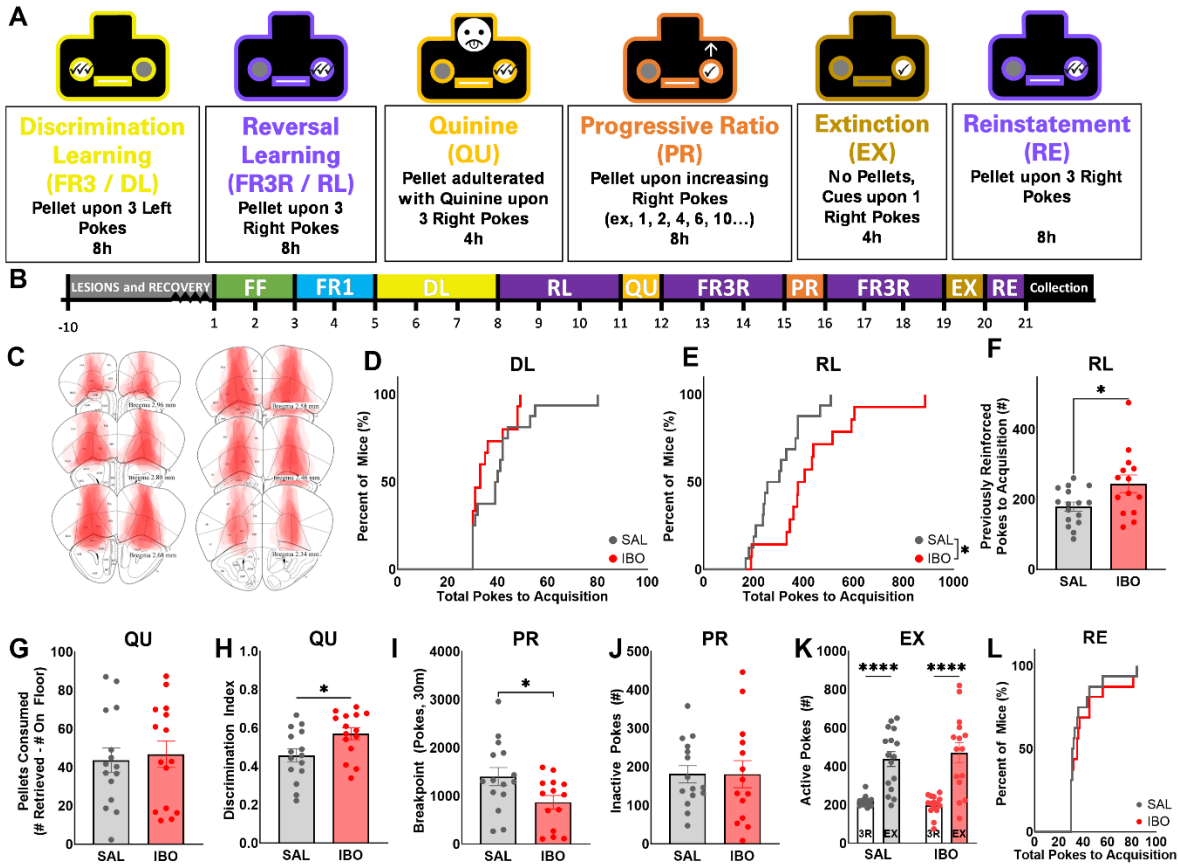 A
Discrimination
Learning
(FR3 / DL)
Pellet upon 3 Left
Pokes
8h
Reversal
Learning
(FR3R / RL)
Pellet upon 3
Right Pokes
8h
Quinine
(QU)
Pellet adulterated
with Quinine upon
3 Right Pokes
4h
Progressive Ratio
(PR)
Pellet upon increasing
Right Pokes
(ex, 1, 2, 4, 6, 10...)
8h
Extinction
(EX)
No Pellets,
Cues upon 1
Right Pokes
4h
Reinstatement
(RE)
Pellet upon 3 Right
Pokes
8h
B
LESIONS and RECOVERY FF FR1 DL RL QU FR3R PR FR3R EX RE Collection
-10 1 2 3 4 5 6 7 8 9 10 11 12 13 14 15 16 17 18 19 20 21
C
Bregma 2.96 mm
Bregma 2.58 mm
Bregma 2.80 mm
Bregma 2.46 mm
Bregma 2.68 mm
Bregma 2.34 mm
D
DL
Percent of Mice (%)
100
50
0
0 20 40 60 80 100
Total Pokes to Acquisition
E
RL
Percent of Mice (%)
100
50
0
SAL
IBO
*
0 200 400 600 800 1000
Total Pokes to Acquisition
F
RL
*
Previously Reinforced
Pokes to Acquisition (#)
400
200
0
SAL IBO
G
QU
Pellets Consumed
(# Retrieved - # On Floor)
100
80
60
40
20
0
SAL IBO
H
QU
*
Discrimination Index
1.0
0.8
0.6
0.4
0.2
0.0
SAL IBO
I
PR
*
Breakpoint (Pokes, 30m)
4000
3000
2000
1000
0
SAL IBO
J
PR
Inactive Pokes (#)
500
400
300
200
100
0
SAL IBO
K
EX
**** ****
Active Pokes (#)
1000
800
600
400
200
0
3R EX 3R EX
SAL IBO
L
RE
Percent of Mice (%)
100
50
0
SAL
IBO
0 20 40 60 80 100
Total Pokes to Acquisition